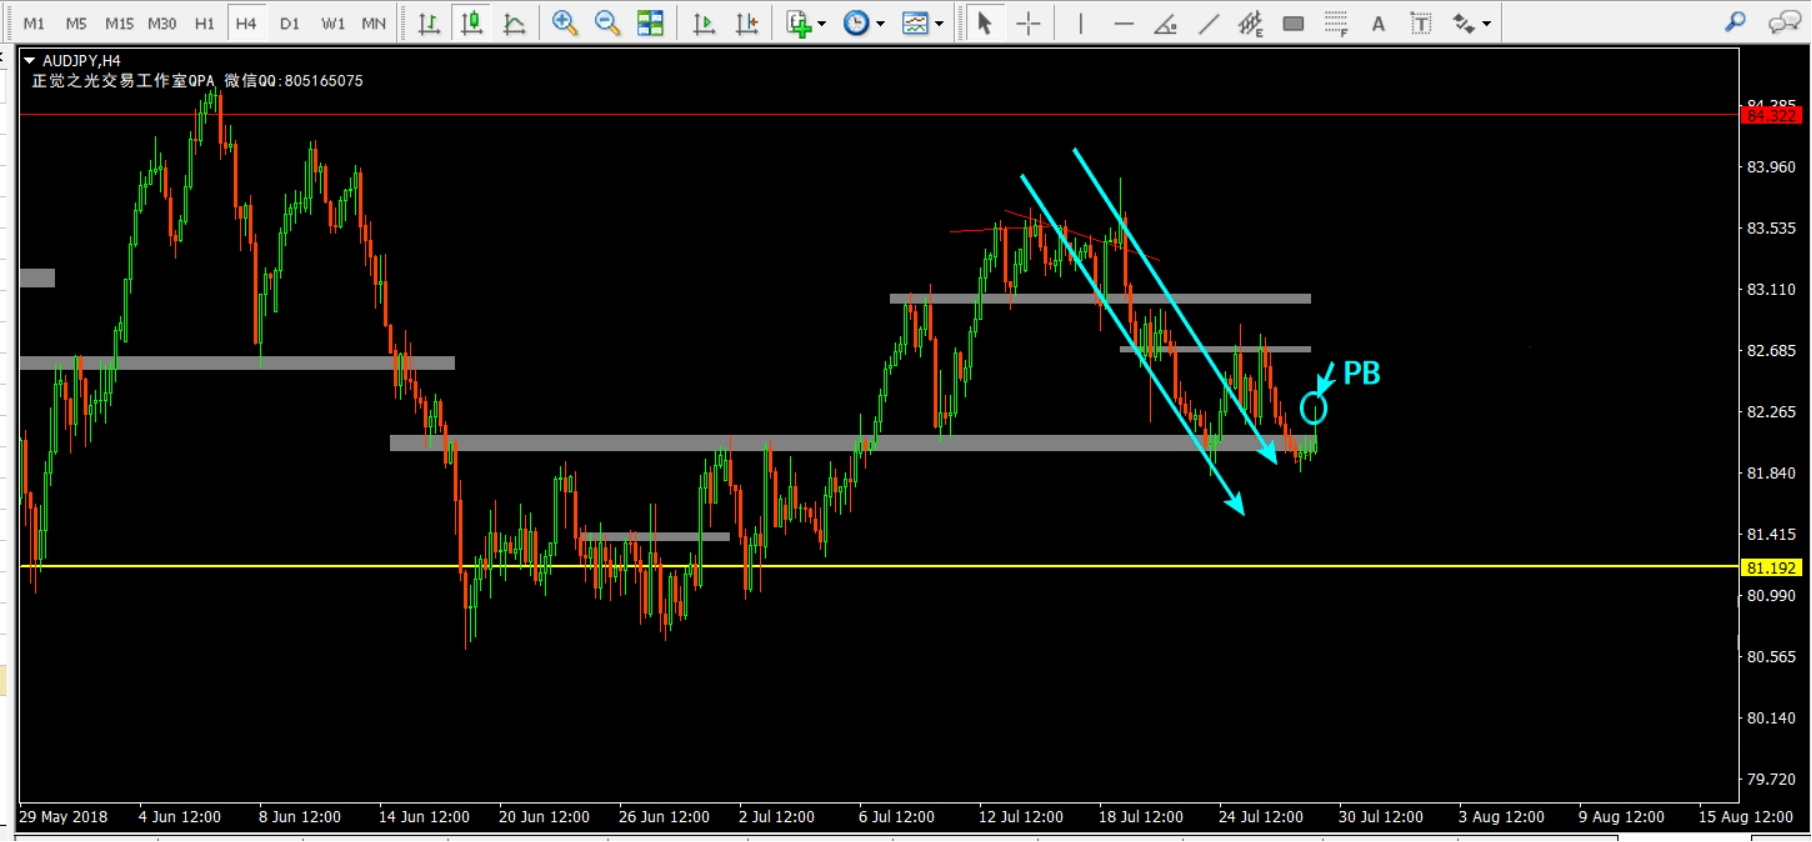 M1 M5 M15 M30 H1 H4 D1 W1 MN E F A T
AUDJPY,H4
正觉之光交易工作室QPA 微信QQ:805165075
84.385
84.322
83.960
83.535
83.110
82.685
PB
82.265
81.840
81.415
81.192
80.990
80.565
80.140
79.720
29 May 2018 4 Jun 12:00 8 Jun 12:00 14 Jun 12:00 20 Jun 12:00 26 Jun 12:00 2 Jul 12:00 6 Jul 12:00 12 Jul 12:00 18 Jul 12:00 24 Jul 12:00 30 Jul 12:00 3 Aug 12:00 9 Aug 12:00 15 Aug 12:00